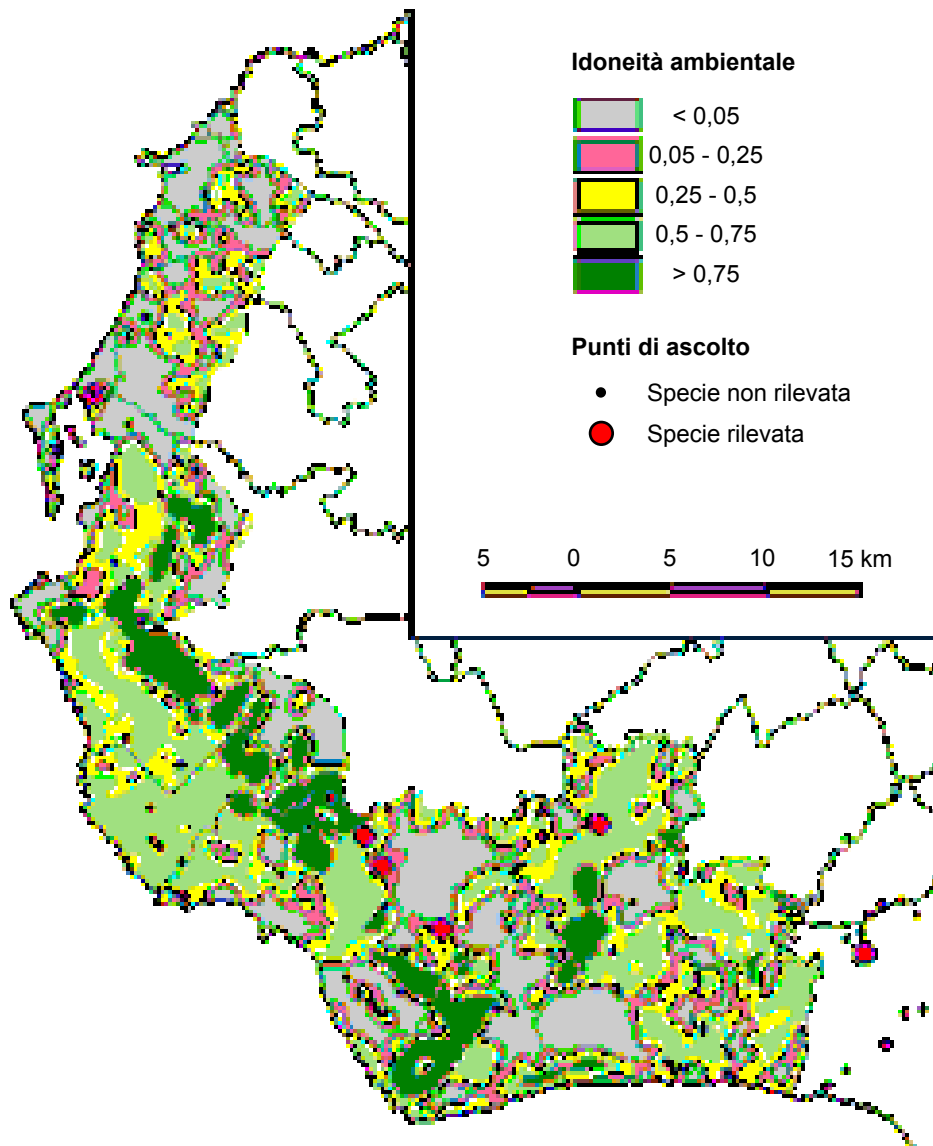 Idoneità ambientale
< 0,05
0,05 - 0,25
0,25 - 0,5
0,5 - 0,75
> 0,75
Punti di ascolto
Specie non rilevata
Specie rilevata
5 0 5 10 15 km